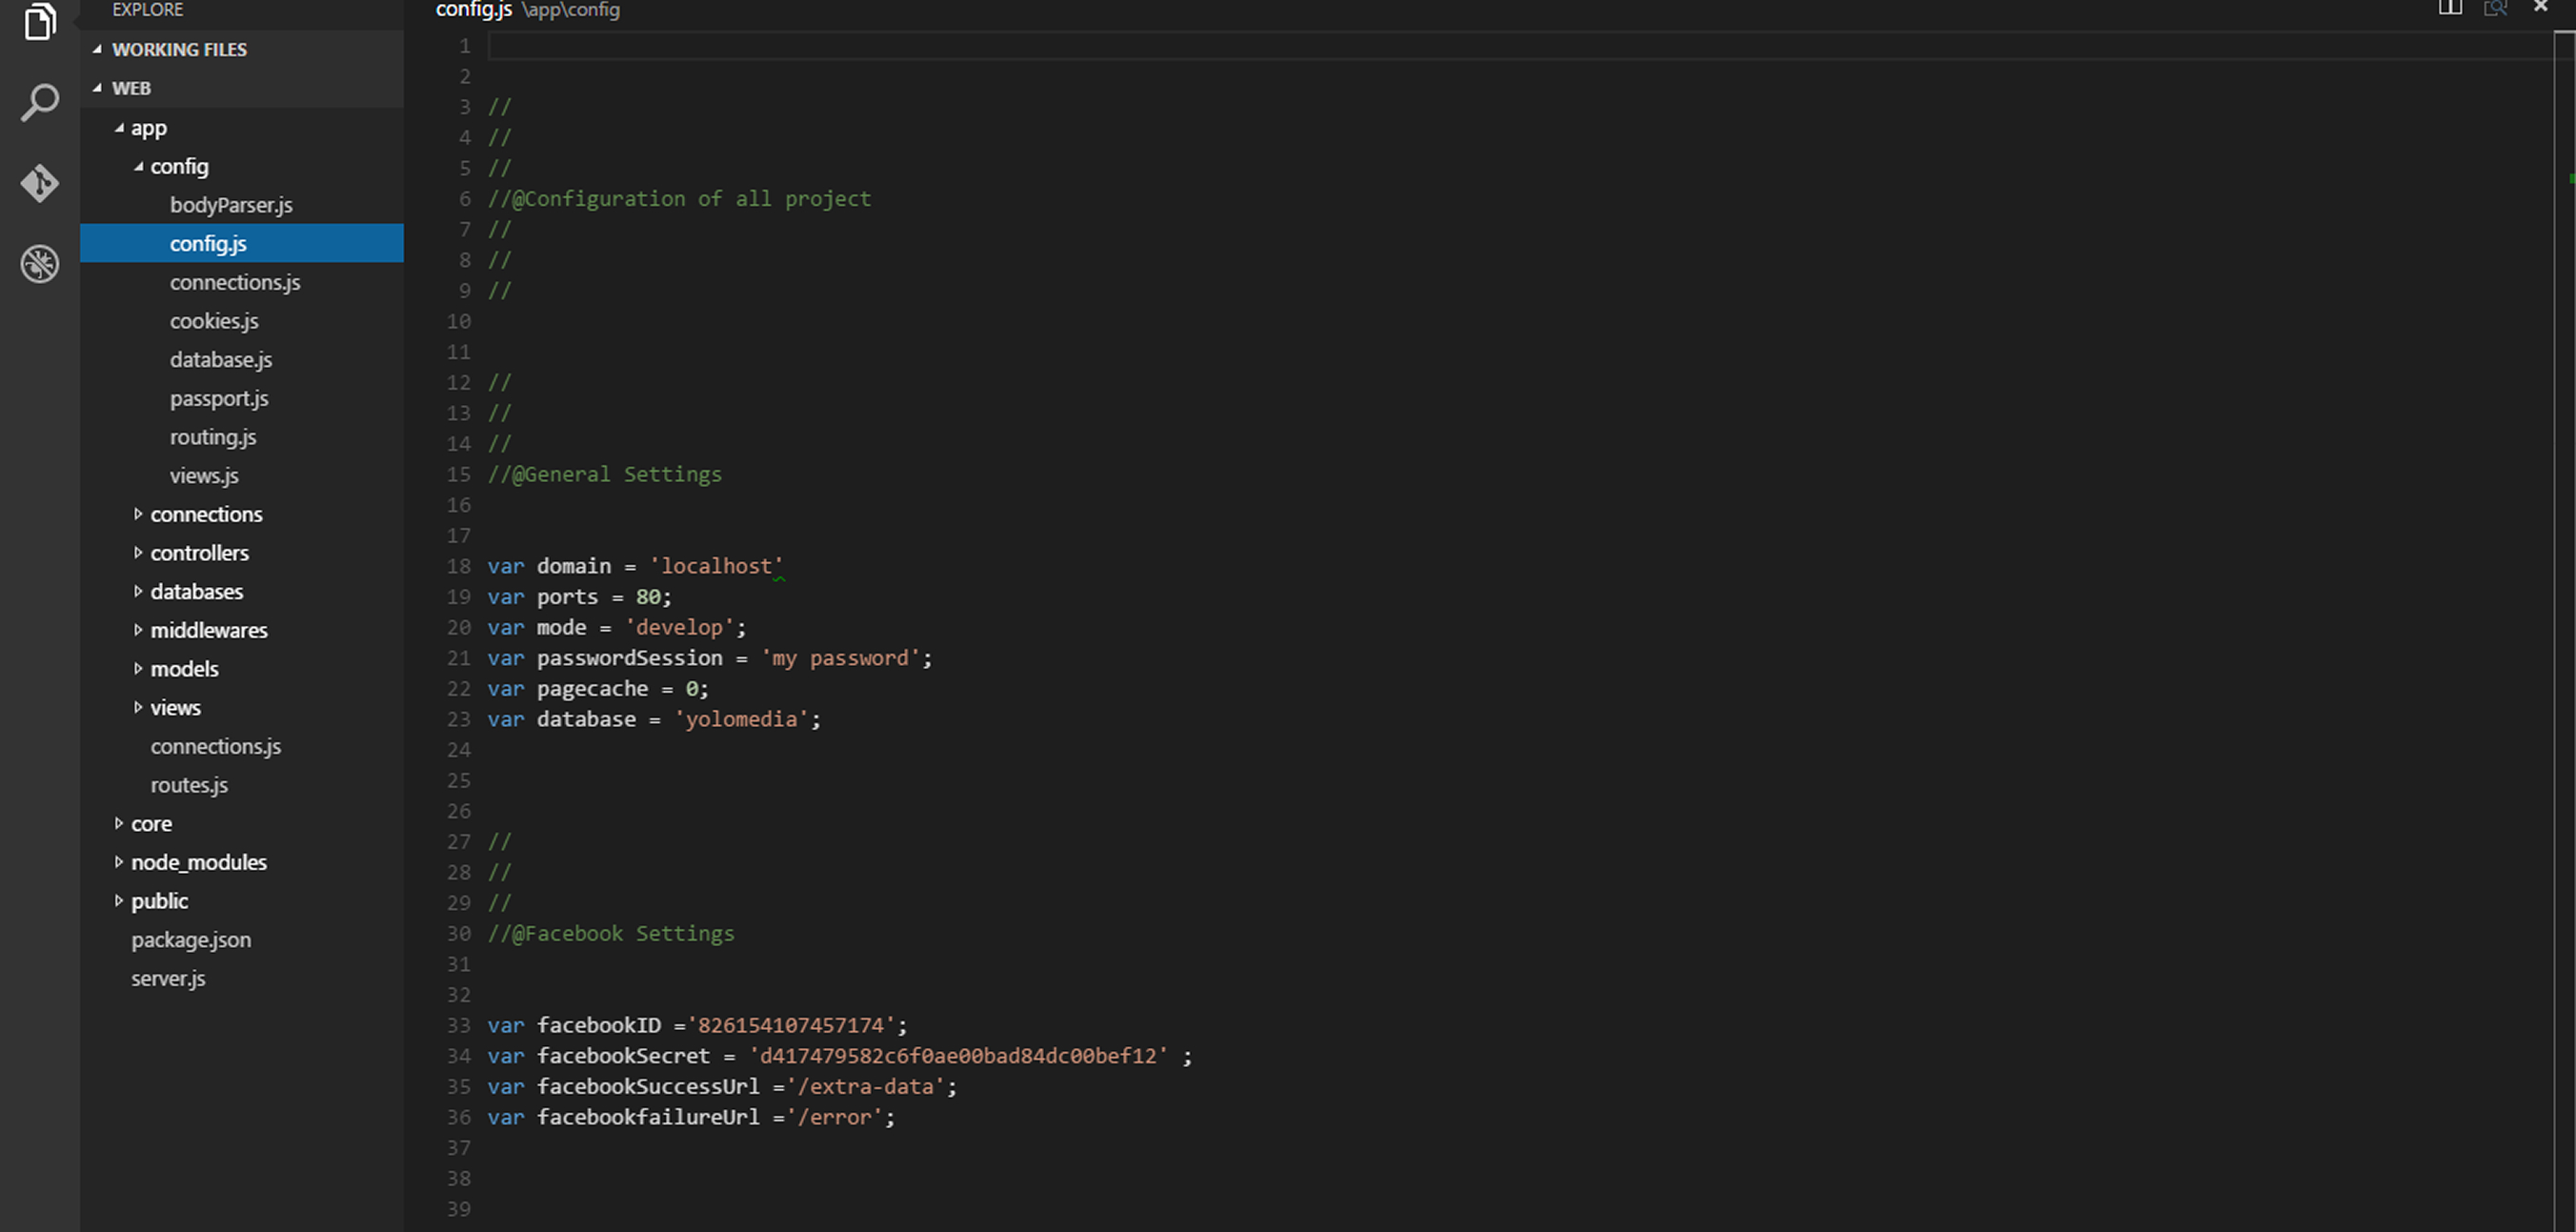 EXPLORE
WORKING FILES
WEB
app
config
bodyParser.js
config.js
connections.js
cookies.js
database.js
passport.js
routing.js
views.js
connections
controllers
databases
middlewares
models
views
connections.js
routes.js
core
node_modules
public
package.json
server.js
config.js \app\config
1
2
3 //
4 //
5 //
6 //@Configuration of all project
7 //
8 //
9 //
10
11
12 //
13 //
14 //
15 //@General Settings
16
17
18 var domain = 'localhost'
19 var ports = 80;
20 var mode = 'develop';
21 var passwordSession = 'my password';
22 var pagecache = 0;
23 var database = 'yolomedia';
24
25
26
27 //
28 //
29 //
30 //@Facebook Settings
31
32
33 var facebookID ='826154107457174';
34 var facebookSecret = 'd417479582c6f0ae00bad84dc00bef12' ;
35 var facebookSuccessUrl ='/extra-data';
36 var facebookfailureUrl ='/error';
37
38
39